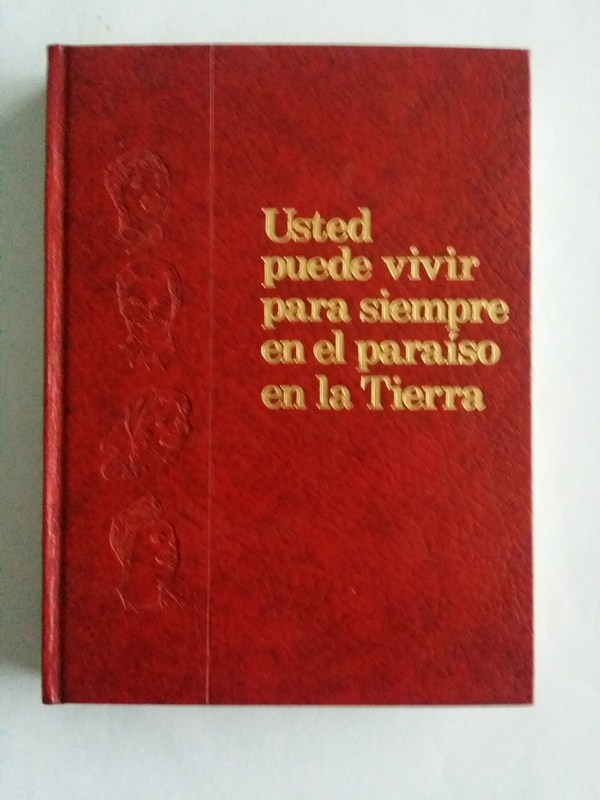 Usted
puede vivir
para siempre
en el paraíso
en la Tierra